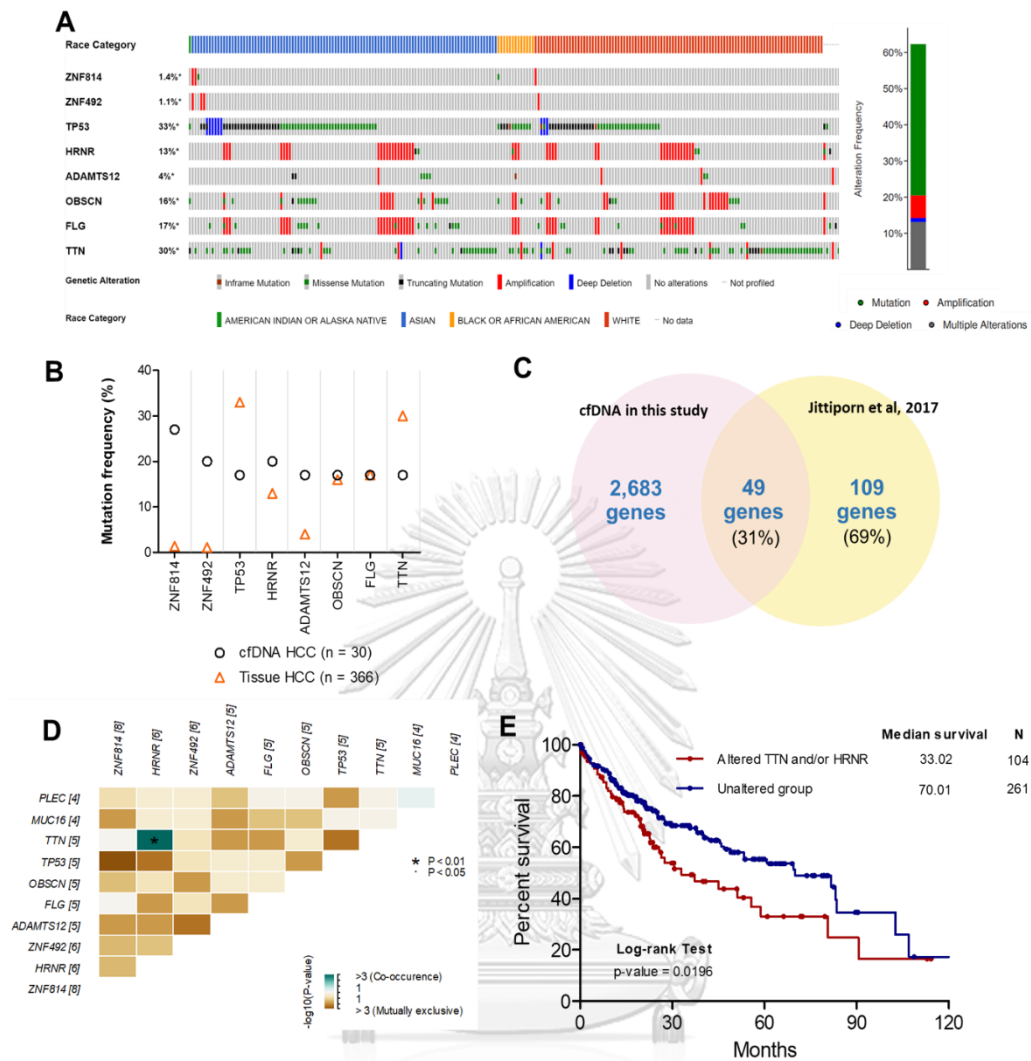 A
Race Category
ZNF814 1.4%*
ZNF492 1.1%*
TP53 33%*
HRNR 13%*
ADAMTS12 4%*
OBSCN 16%*
FLG 17%*
TTN 30%*
Genetic Alteration Inframe Mutation Missense Mutation Truncating Mutation Amplification Deep Deletion No alterations Not profiled
Race Category AMERICAN INDIAN OR ALASKA NATIVE ASIAN BLACK OR AFRICAN AMERICAN WHITE No data
Alteration Frequency
60%
50%
40%
30%
20%
10%
Mutation Amplification
Deep Deletion Multiple Alterations
B
Mutation frequency (%)
40
30
20
10
0
ZNF814
ZNF492
TP53
HRNR
ADAMTS12
OBSCN
FLG
TTN
cfDNA HCC (n = 30)
Tissue HCC (n = 366)
C
cfDNA in this study
Jittiporn et al, 2017
2,683 genes
49 genes (31%)
109 genes (69%)
D
ZNF814 [8]
HRNR [6]
ZNF492 [6]
ADAMTS12 [5]
FLG [5]
OBSCN [5]
TP53 [5]
TTN [5]
MUC16 [4]
PLEC [4]
PLEC [4]
MUC16 [4]
TTN [5]
TP53 [5]
OBSCN [5]
FLG [5]
ADAMTS12 [5]
ZNF492 [6]
HRNR [6]
ZNF814 [8]
*
* P < 0.01
· P < 0.05
-log10(P-value)
>3 (Co-occurence)
1
1
> 3 (Mutually exclusive)
E
Median survival N
Altered TTN and/or HRNR 33.02 104
Unaltered group 70.01 261
Percent survival
100
80
60
40
20
0
Log-rank Test
p-value = 0.0196
0 30 60 90 120
Months